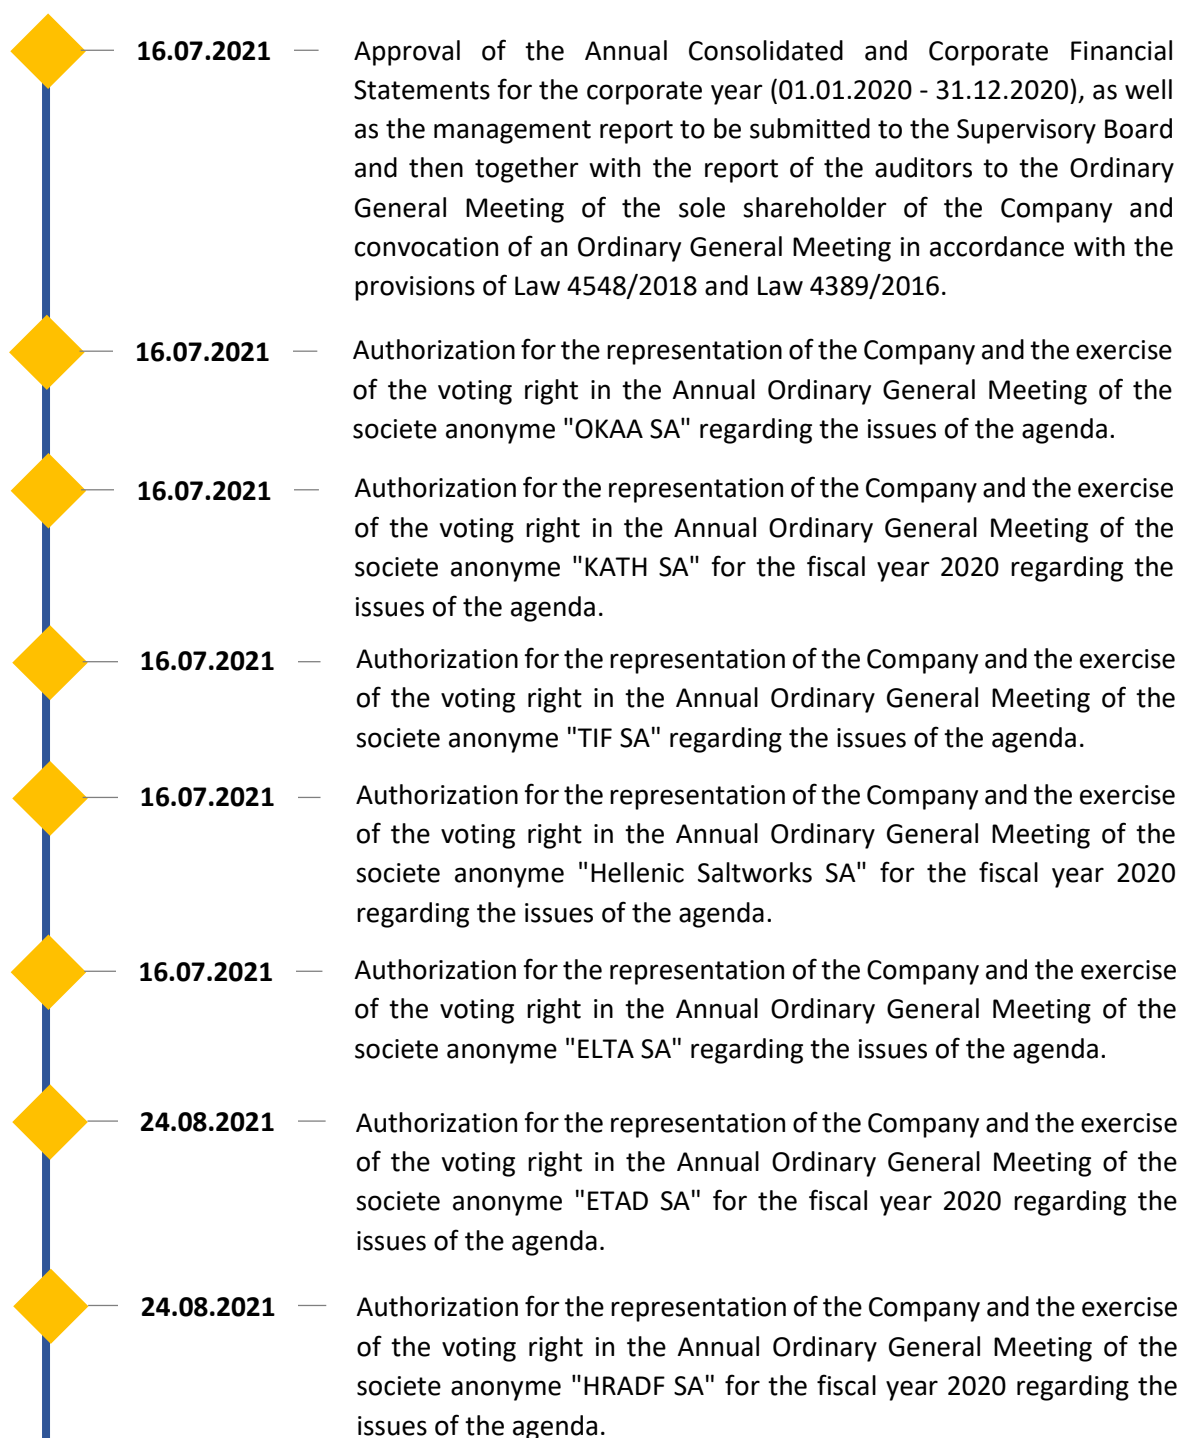 16.07.2021 Approval of the Annual Consolidated and Corporate Financial
Statements for the corporate year (01.01.2020 - 31.12.2020), as well
as the management report to be submitted to the Supervisory Board
and then together with the report of the auditors to the Ordinary
General Meeting of the sole shareholder of the Company and
convocation of an Ordinary General Meeting in accordance with the
provisions of Law 4548/2018 and Law 4389/2016.
16.07.2021 Authorization for the representation of the Company and the exercise
of the voting right in the Annual Ordinary General Meeting of the
societe anonyme "OKAA SA" regarding the issues of the agenda.
16.07.2021 Authorization for the representation of the Company and the exercise
of the voting right in the Annual Ordinary General Meeting of the
societe anonyme "KATH SA" for the fiscal year 2020 regarding the
issues of the agenda.
16.07.2021 Authorization for the representation of the Company and the exercise
of the voting right in the Annual Ordinary General Meeting of the
societe anonyme "TIF SA" regarding the issues of the agenda.
16.07.2021 Authorization for the representation of the Company and the exercise
of the voting right in the Annual Ordinary General Meeting of the
societe anonyme "Hellenic Saltworks SA" for the fiscal year 2020
regarding the issues of the agenda.
16.07.2021 Authorization for the representation of the Company and the exercise
of the voting right in the Annual Ordinary General Meeting of the
societe anonyme "ELTA SA" regarding the issues of the agenda.
24.08.2021 Authorization for the representation of the Company and the exercise
of the voting right in the Annual Ordinary General Meeting of the
societe anonyme "ETAD SA" for the fiscal year 2020 regarding the
issues of the agenda.
24.08.2021 Authorization for the representation of the Company and the exercise
of the voting right in the Annual Ordinary General Meeting of the
societe anonyme "HRADF SA" for the fiscal year 2020 regarding the
issues of the agenda.